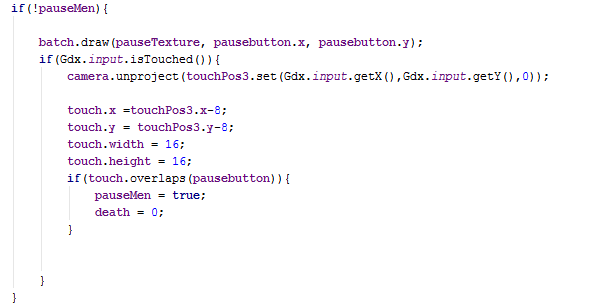 if(!pauseMen){
batch.draw(pauseTexture, pausebutton.x, pausebutton.y);
if(Gdx.input.isTouched()){
camera.unproject(touchPos3.set(Gdx.input.getX(),Gdx.input.getY(),0));
touch.x =touchPos3.x-8;
touch.y = touchPos3.y-8;
touch.width = 16;
touch.height = 16;
if(touch.overlaps(pausebutton)){
pauseMen = true;
death = 0;
}
}
}